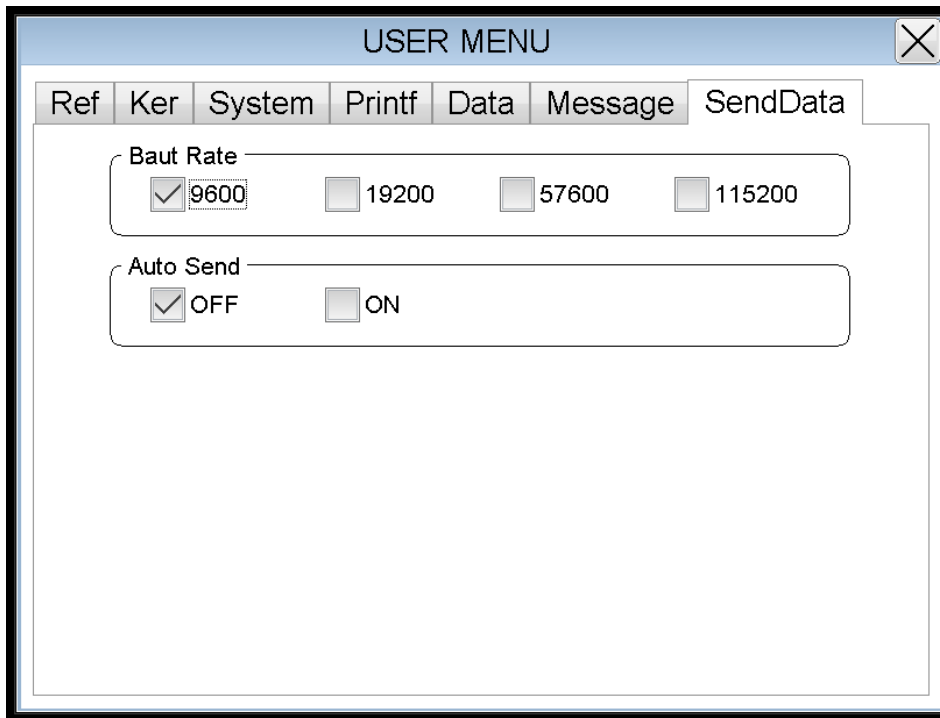 USER MENU
Ref Ker System Printf Data Message SendData
Baut Rate
9600 19200 57600 115200
Auto Send
OFF ON